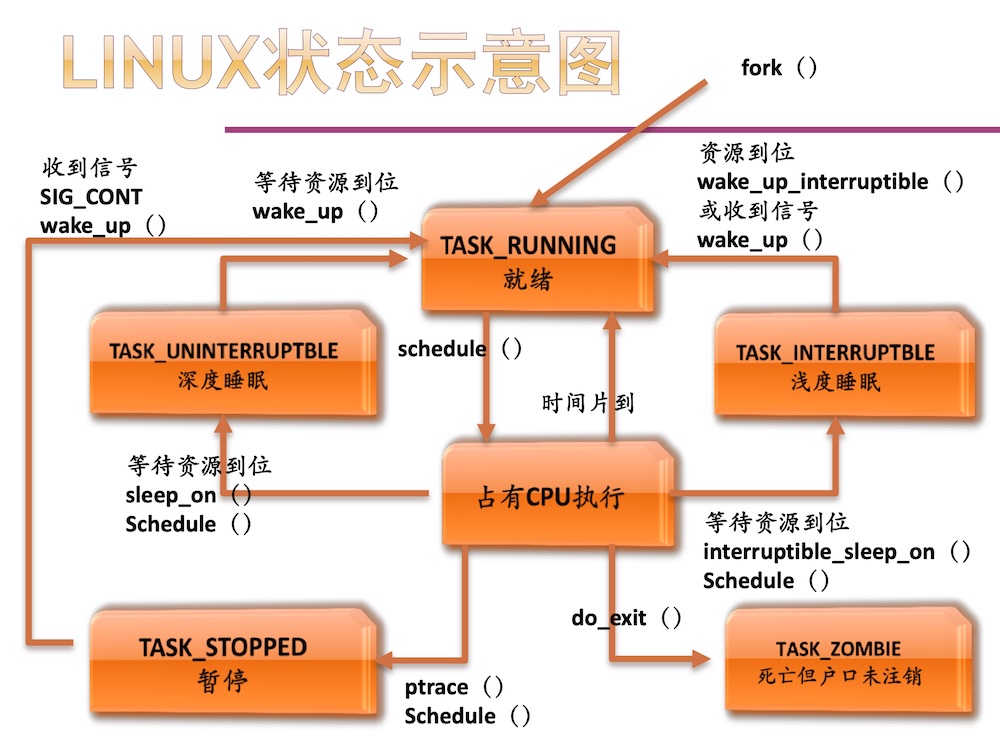 LINUX状态示意图
fork（）
收到信号
SIG_CONT
wake_up（）
等待资源到位
wake_up（）
资源到位
wake_up_interruptible（）
或收到信号
wake_up（）
TASK_RUNNING
就绪
TASK_UNINTERRUPTBLE
深度睡眠
schedule（）
TASK_INTERRUPTBLE
浅度睡眠
时间片到
等待资源到位
sleep_on（）
Schedule（）
占有CPU执行
等待资源到位
interruptible_sleep_on（）
Schedule（）
do_exit（）
TASK_STOPPED
暂停
ptrace（）
Schedule（）
TASK_ZOMBIE
死亡但户口未注销